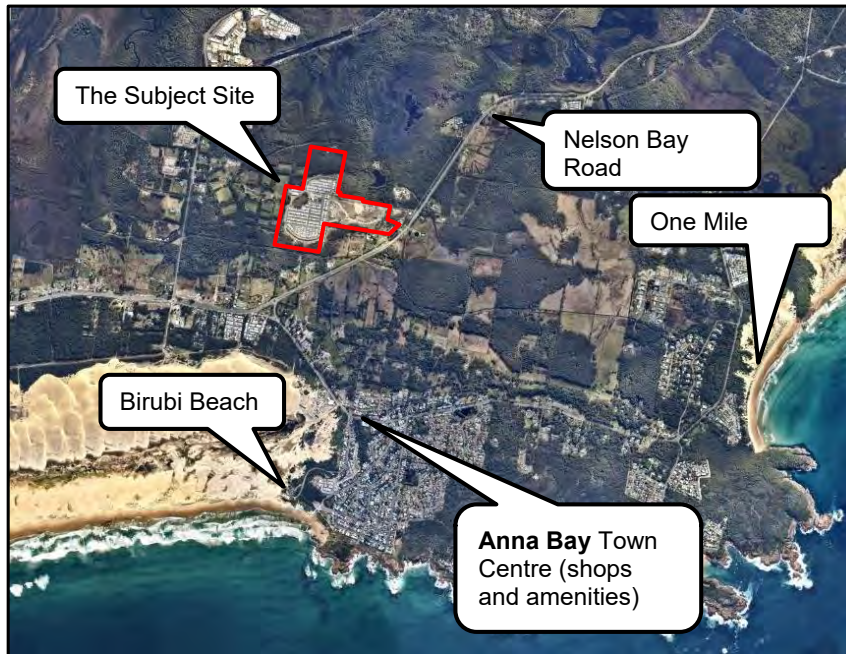 The Subject Site
Nelson Bay
Road
One Mile
Birubi Beach
Anna Bay Town
Centre (shops
and amenities)